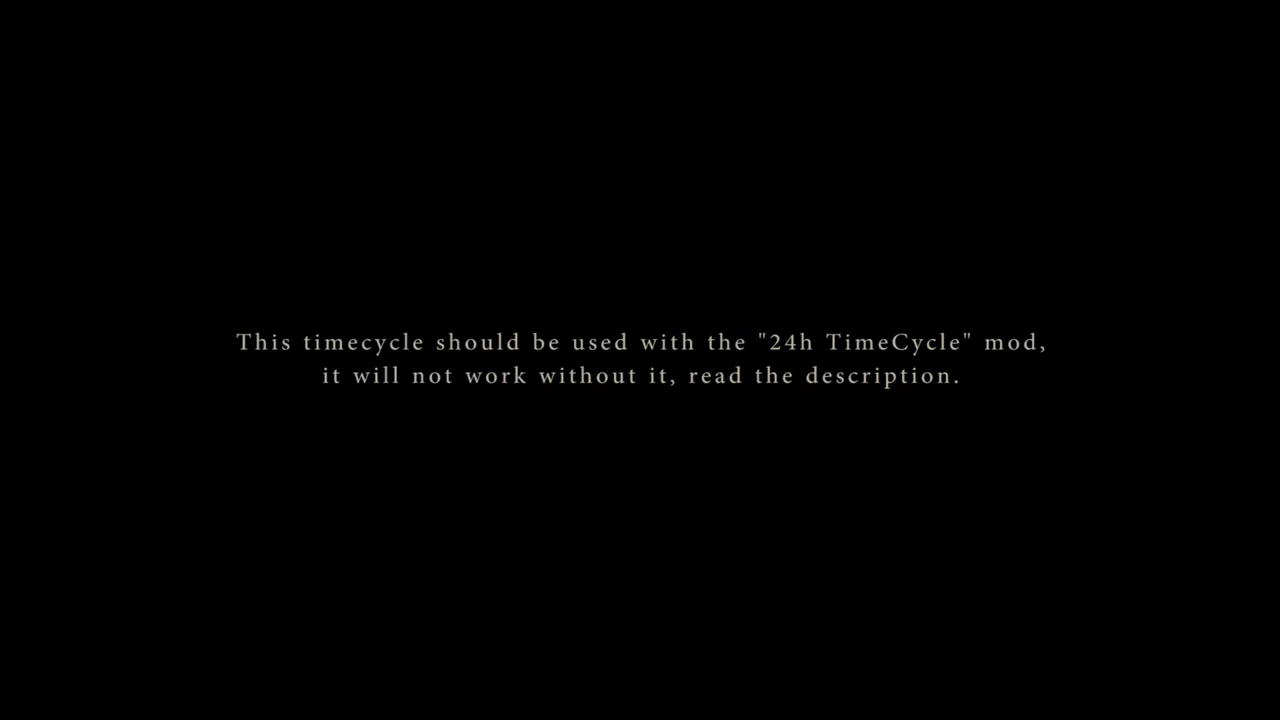 This timecycle should be used with the "24h TimeCycle" mod,
it will not work without it, read the description.